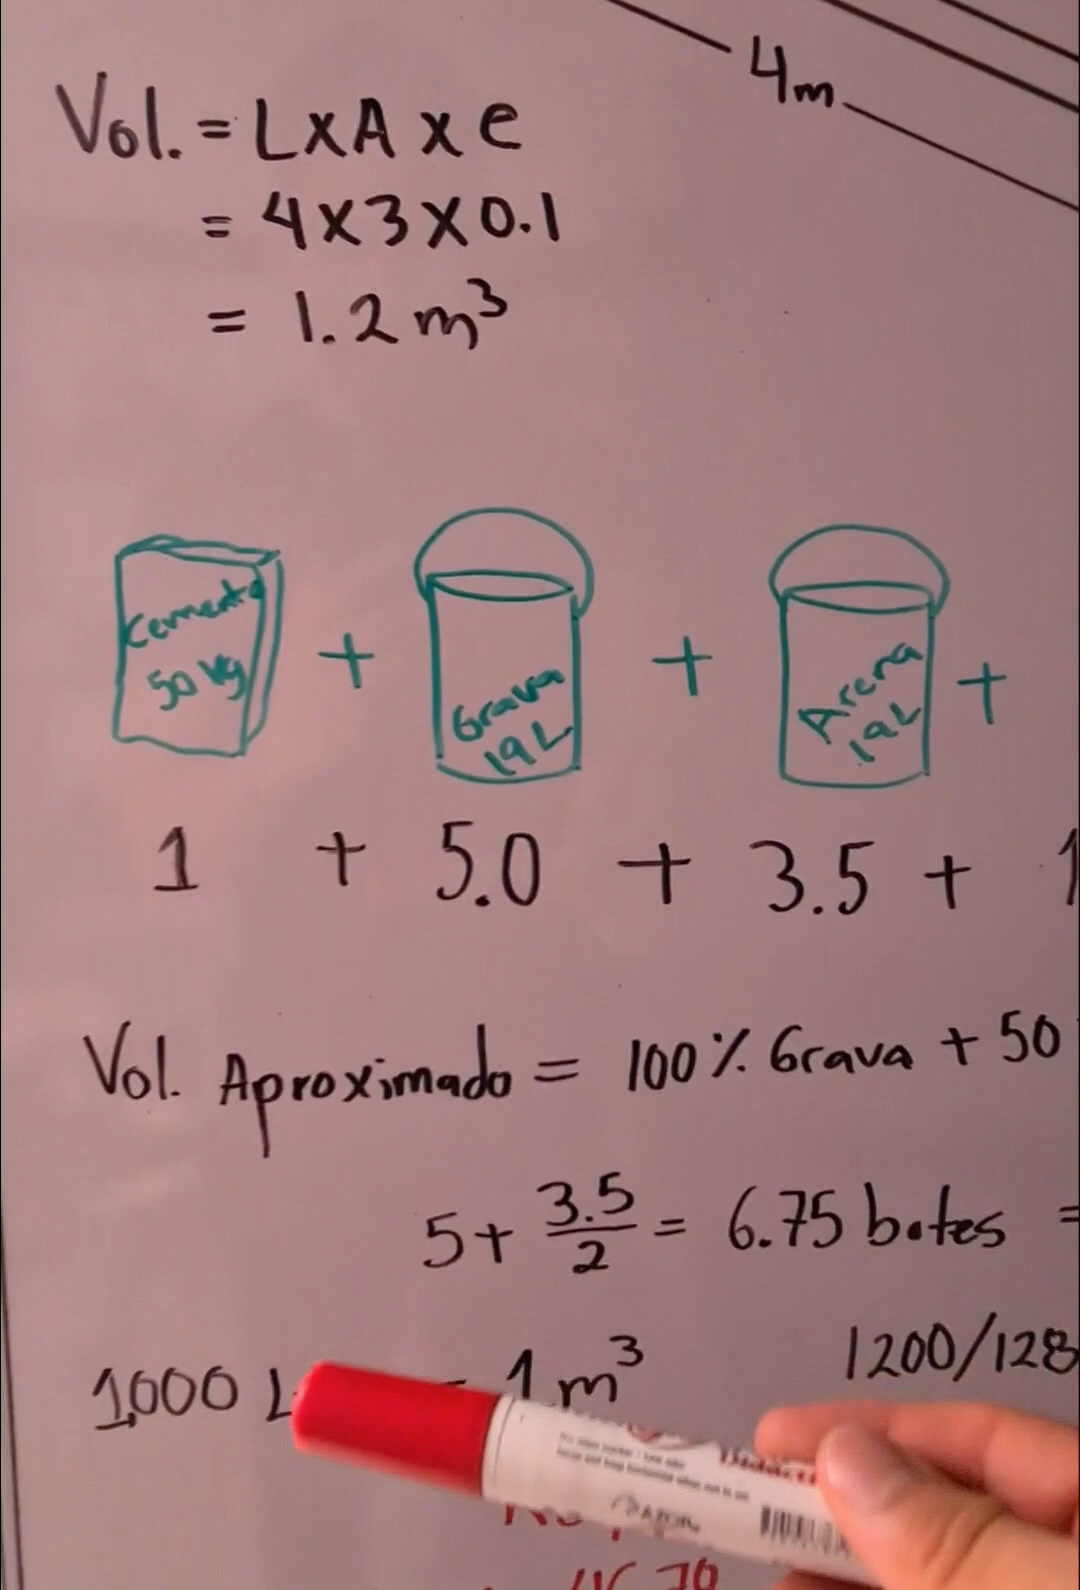 4m
Vol. = L x A x e
= 4 x 3 x 0.1
= 1.2 m³
Cemento
50 kg
+
Grava
19 L
+
Arena
19 L
+
1 + 5.0 + 3.5 + 1
Vol. Aproximado = 100% Grava + 50
5 + 3.5/2 = 6.75 botes =
1000 L = 1 m³
1200/128